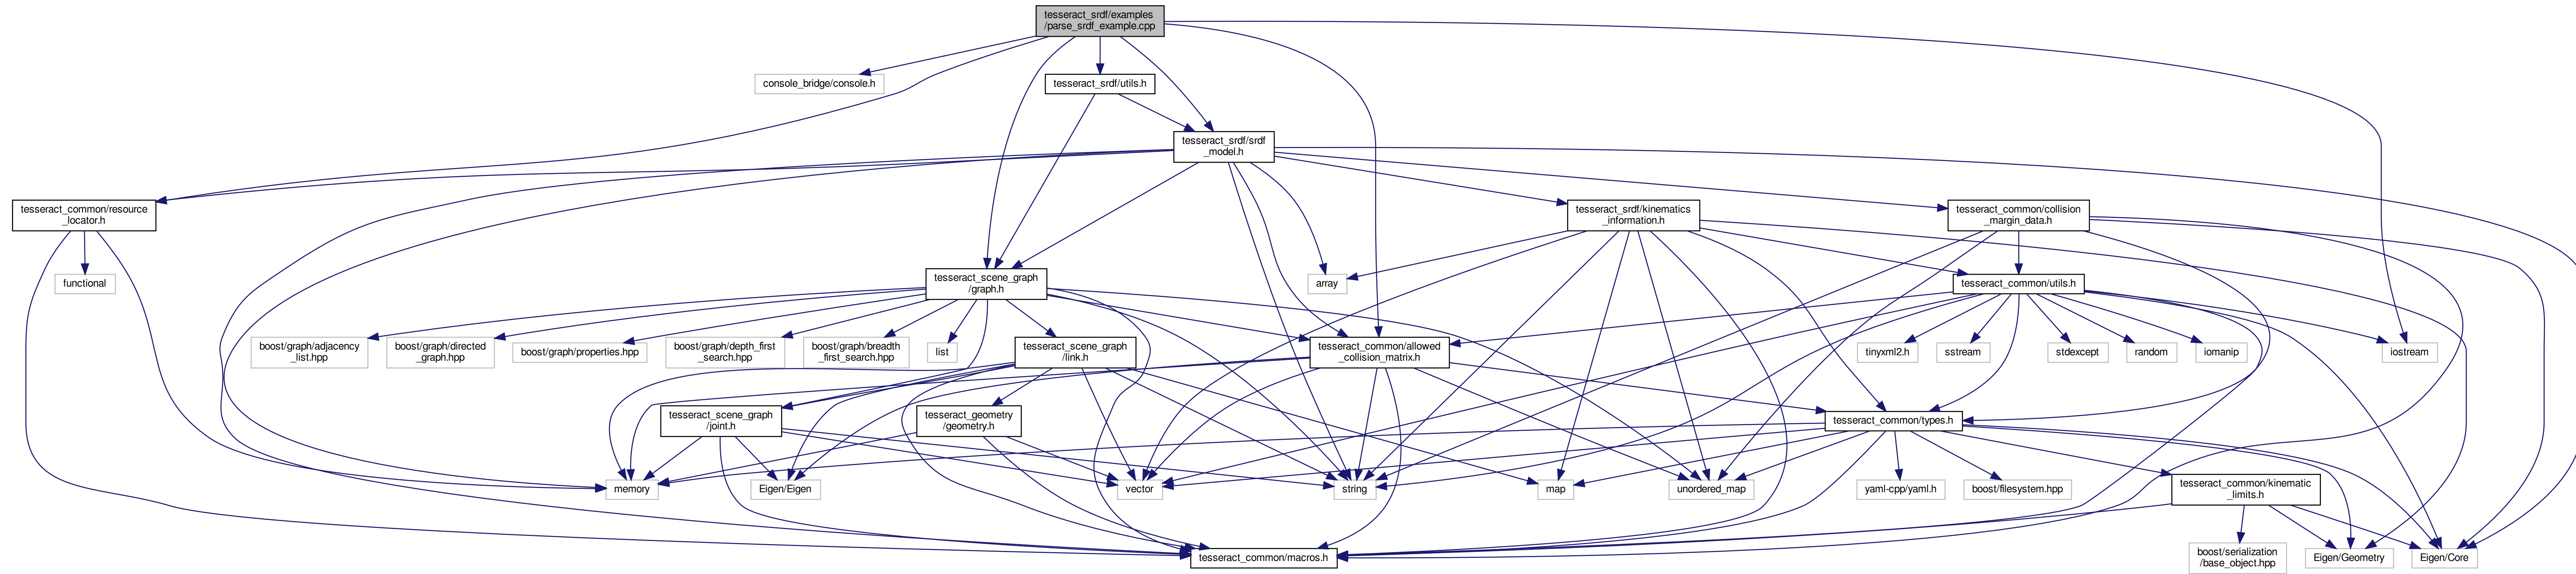 tesseract_srdf/examples
/parse_srdf_example.cpp
console_bridge/console.h
tesseract_srdf/utils.h
tesseract_srdf/srdf
_model.h
tesseract_common/resource
_locator.h
tesseract_srdf/kinematics
_information.h
tesseract_common/collision
_margin_data.h
functional
tesseract_scene_graph
/graph.h
array
tesseract_common/utils.h
boost/graph/adjacency
_list.hpp
boost/graph/directed
_graph.hpp
boost/graph/properties.hpp
boost/graph/depth_first
_search.hpp
boost/graph/breadth
_first_search.hpp
list
tesseract_scene_graph
/link.h
tesseract_common/allowed
_collision_matrix.h
tinyxml2.h
sstream
stdexcept
random
iomanip
iostream
tesseract_scene_graph
/joint.h
tesseract_geometry
/geometry.h
tesseract_common/types.h
memory
Eigen/Eigen
vector
string
map
unordered_map
yaml-cpp/yaml.h
boost/filesystem.hpp
tesseract_common/kinematic
_limits.h
tesseract_common/macros.h
boost/serialization
/base_object.hpp
Eigen/Geometry
Eigen/Core